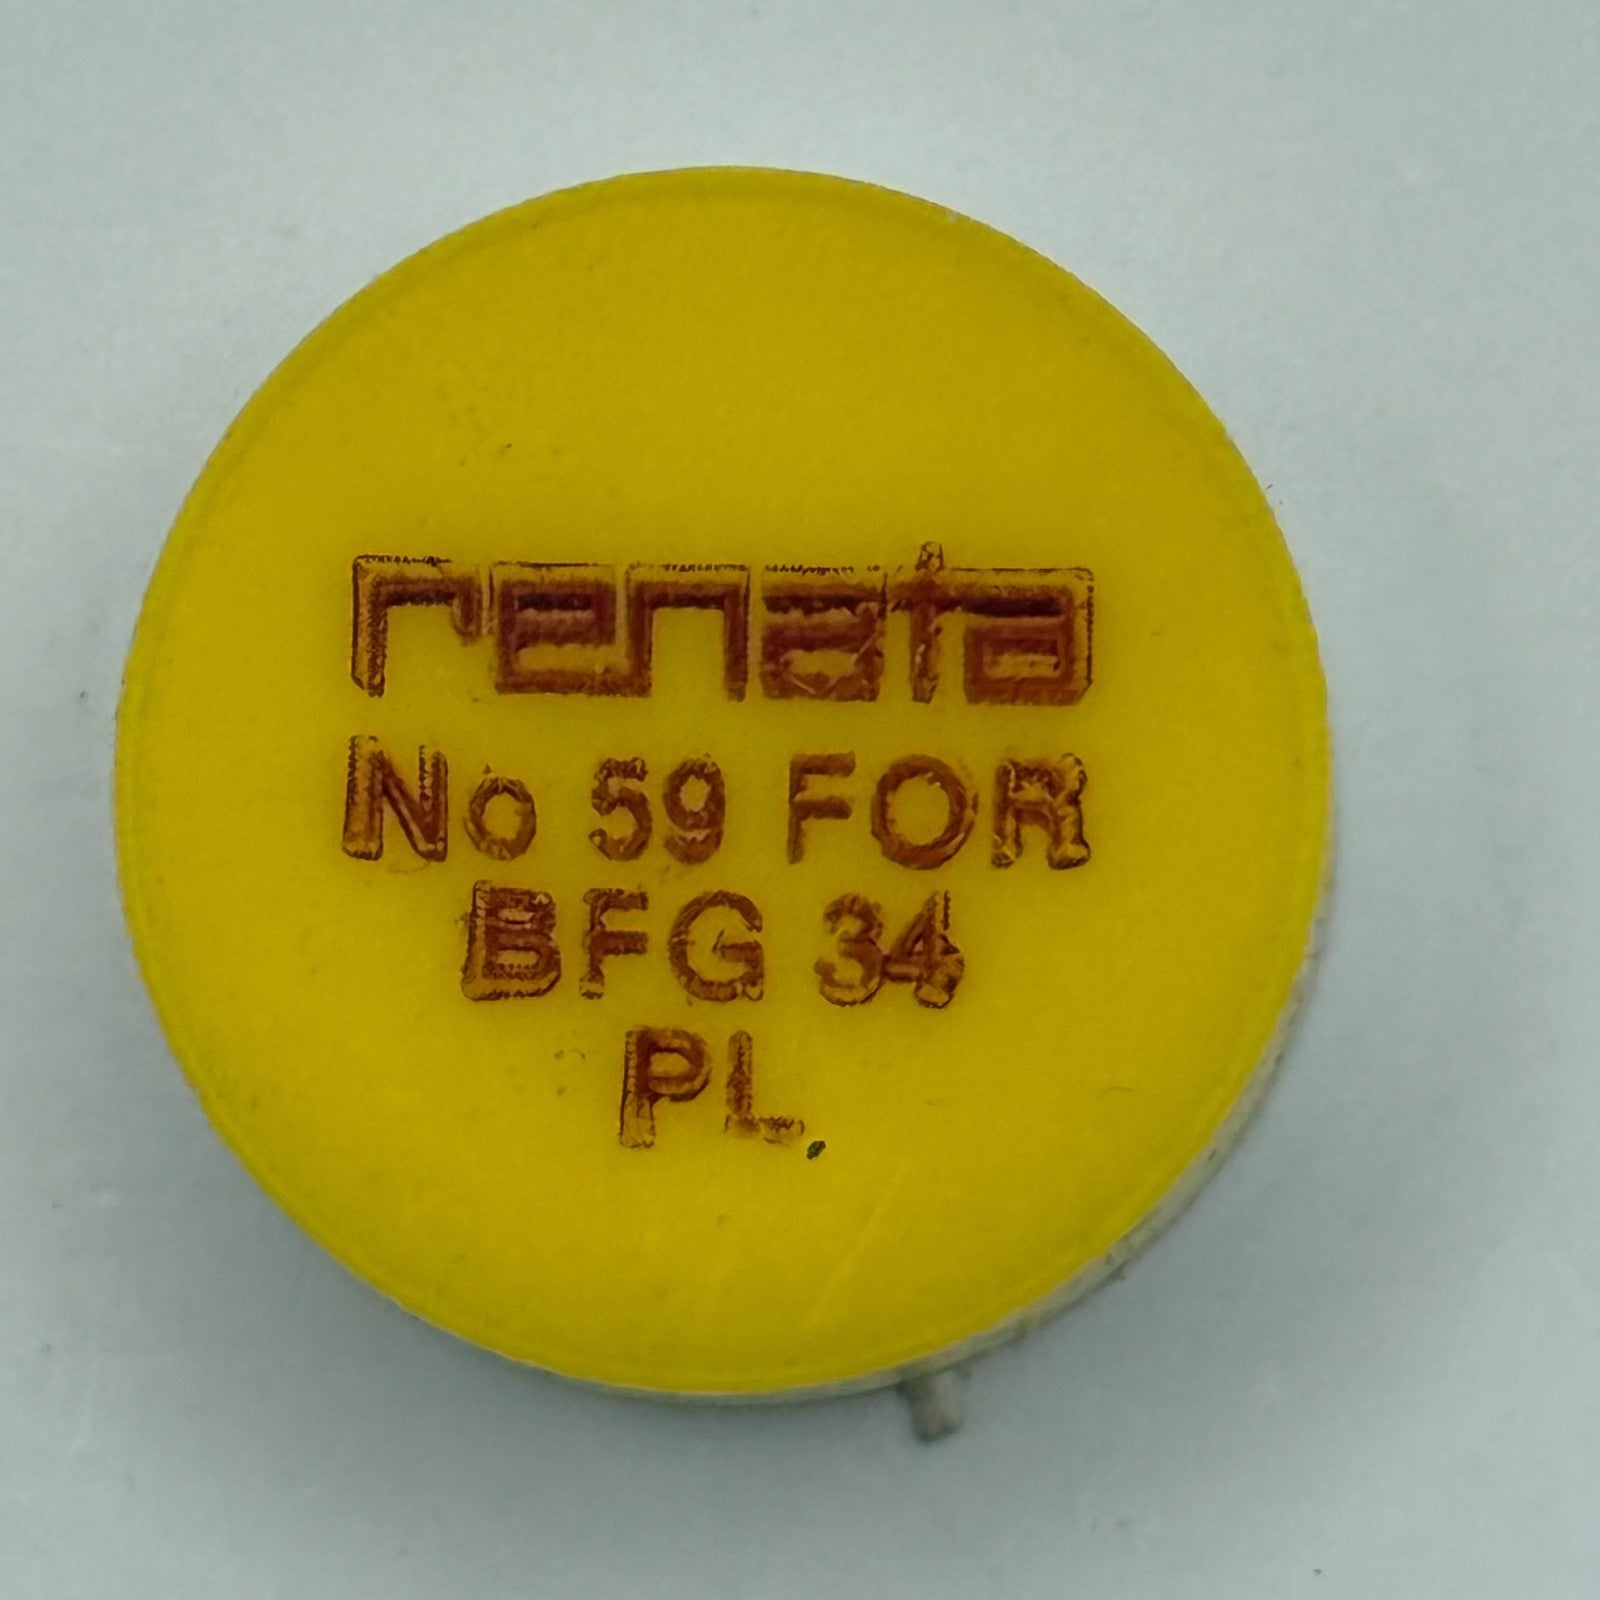 renata
No 59 FOR
BFG 34
PL.